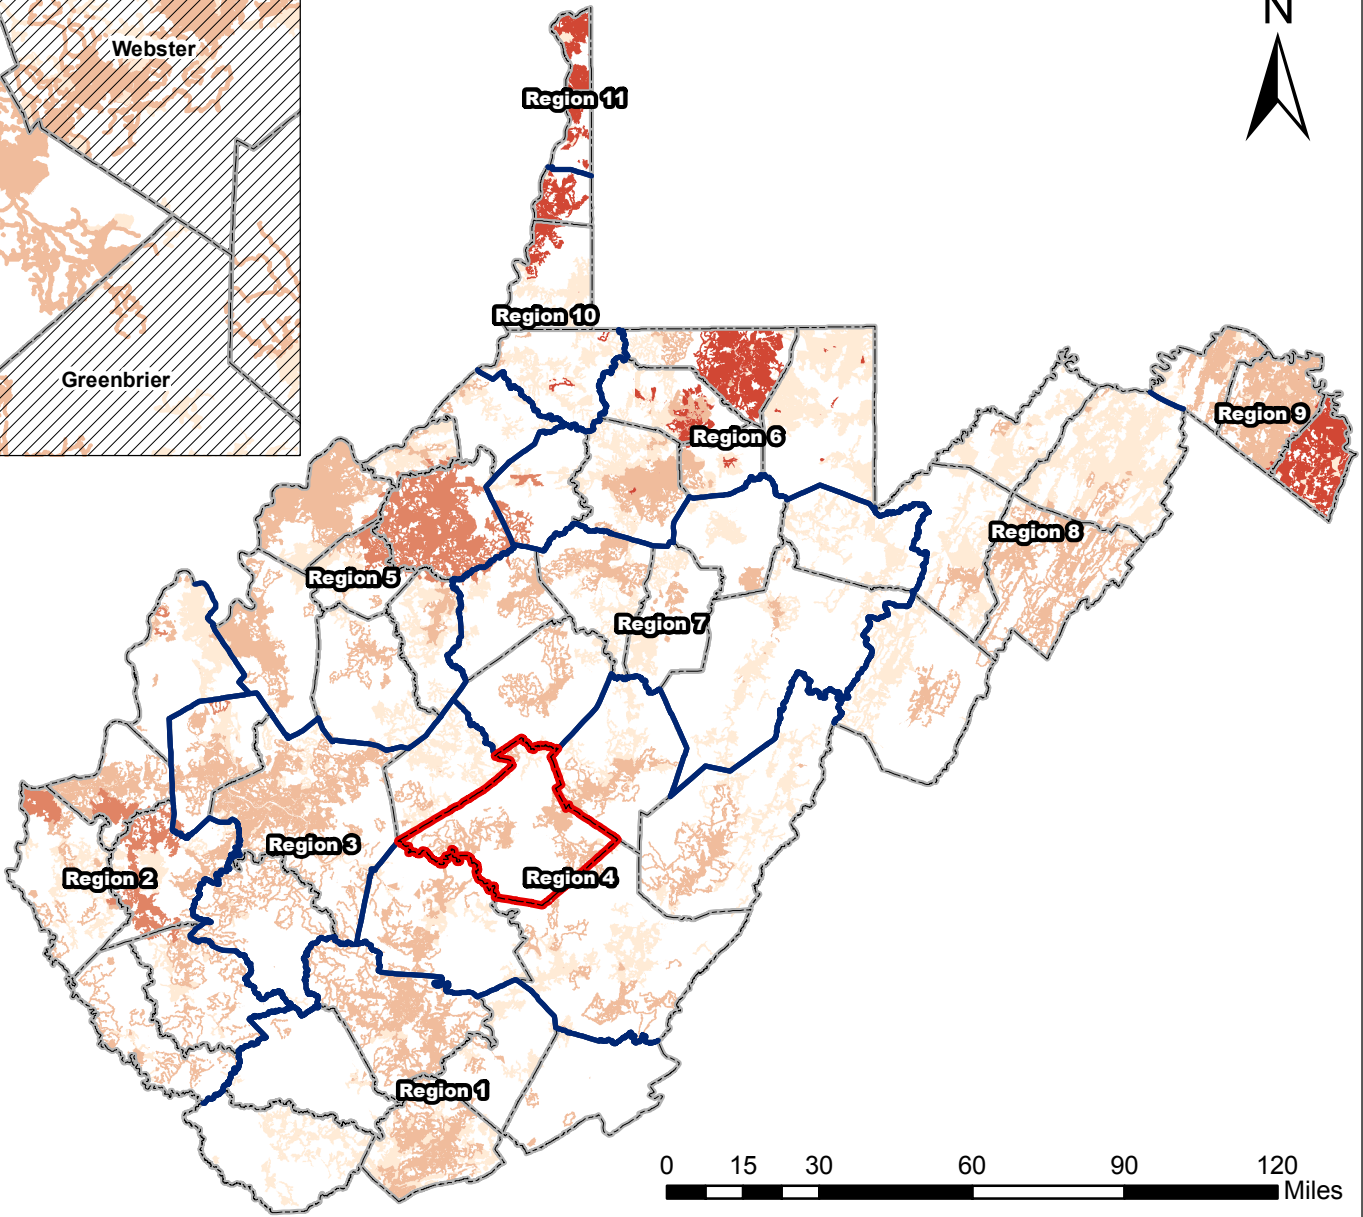 N
Webster
Greenbrier
Region 11
Region 10
Region 9
Region 6
Region 8
Region 5
Region 7
Region 3
Region 2
Region 4
Region 1
0 15 30 60 90 120
Miles